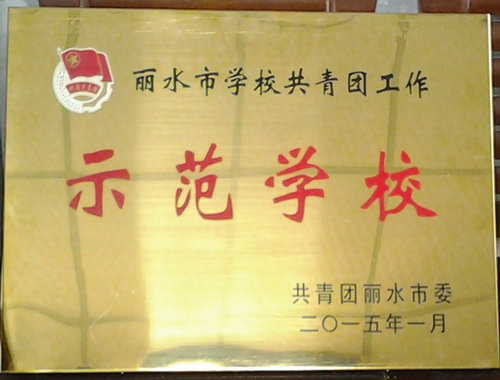 丽水市学校共青团工作
示范学校
共青团丽水市委
二〇一五年一月